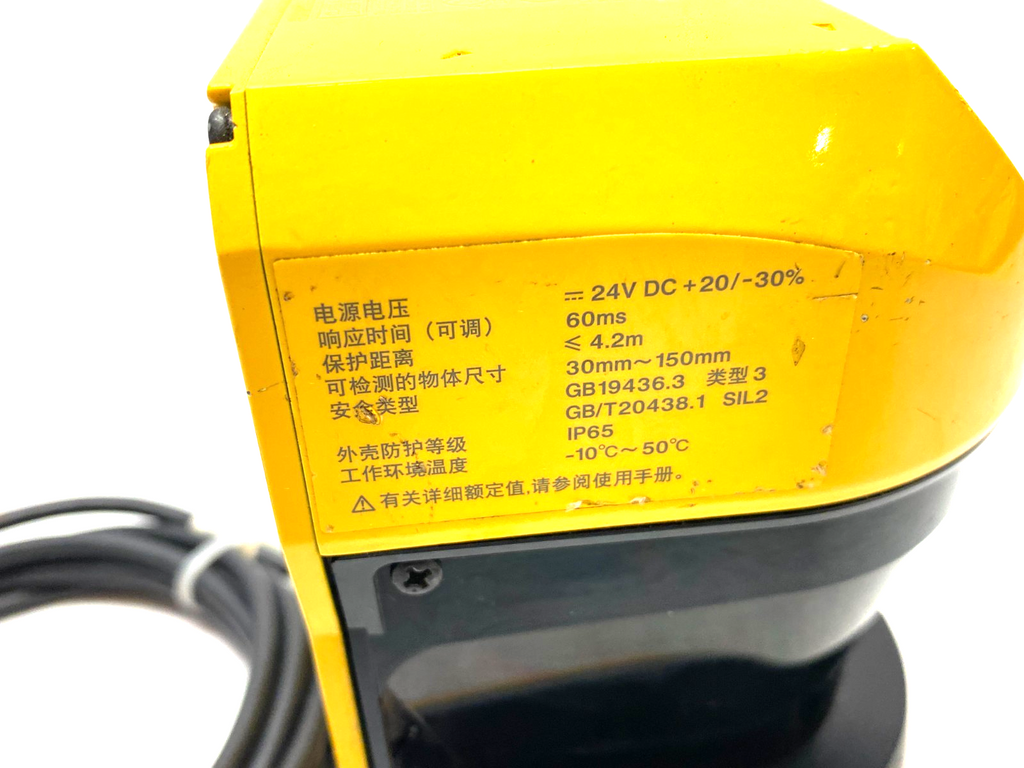 电源电压 ⎓ 24V DC +20/-30%
响应时间（可调） 60ms
保护距离 ≤ 4.2m
可检测的物体尺寸 30mm～150mm
安全类型 GB19436.3 类型 3
GB/T20438.1 SIL2
外壳防护等级 IP65
工作环境温度 -10℃～50℃
⚠ 有关详细额定值,请参阅使用手册。